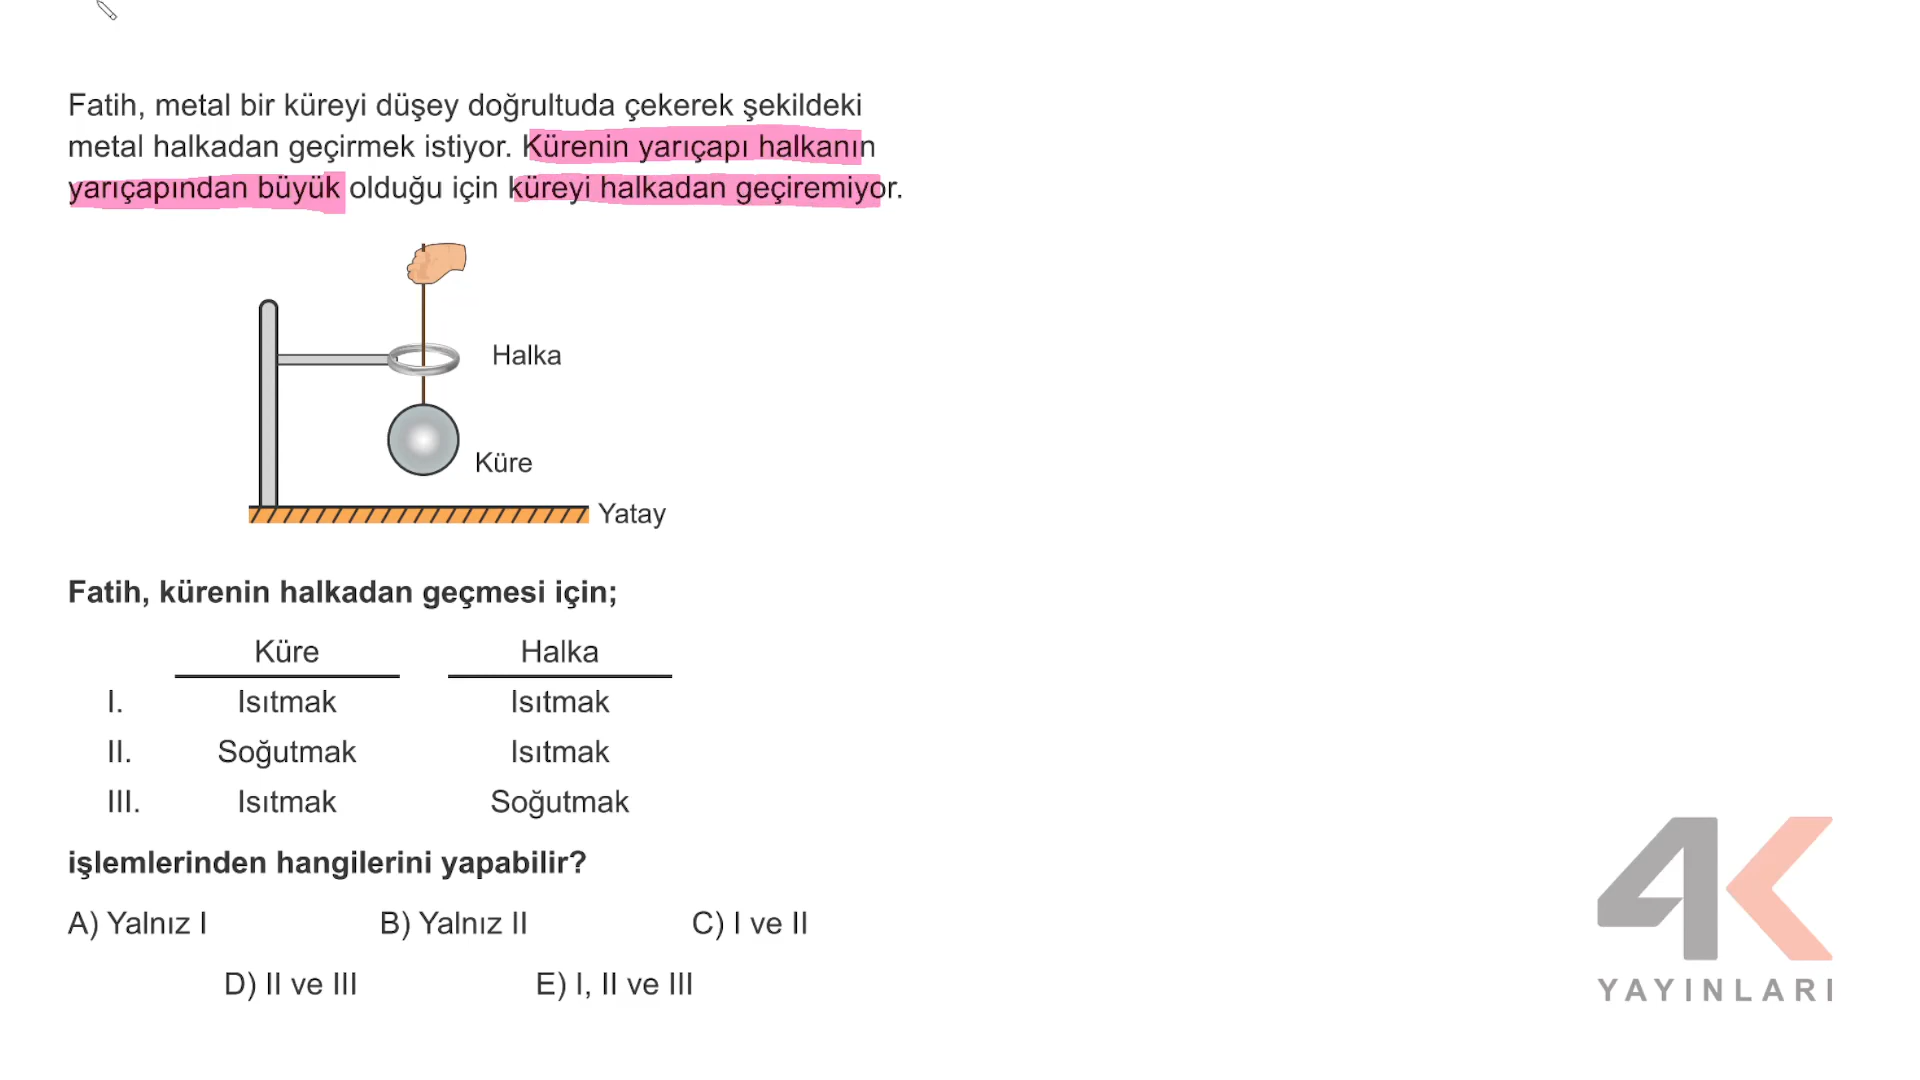 Fatih, metal bir küreyi düşey doğrultuda çekerek şekildeki
metal halkadan geçirmek istiyor. Kürenin yarıçapı halkanın
yarıçapından büyük olduğu için küreyi halkadan geçiremiyor.
Halka
Küre
Yatay
Fatih, kürenin halkadan geçmesi için;
Küre Halka
I. Isıtmak Isıtmak
II. Soğutmak Isıtmak
III. Isıtmak Soğutmak
işlemlerinden hangilerini yapabilir?
A) Yalnız I B) Yalnız II C) I ve II
D) II ve III E) I, II ve III
4K
YAYINLARI